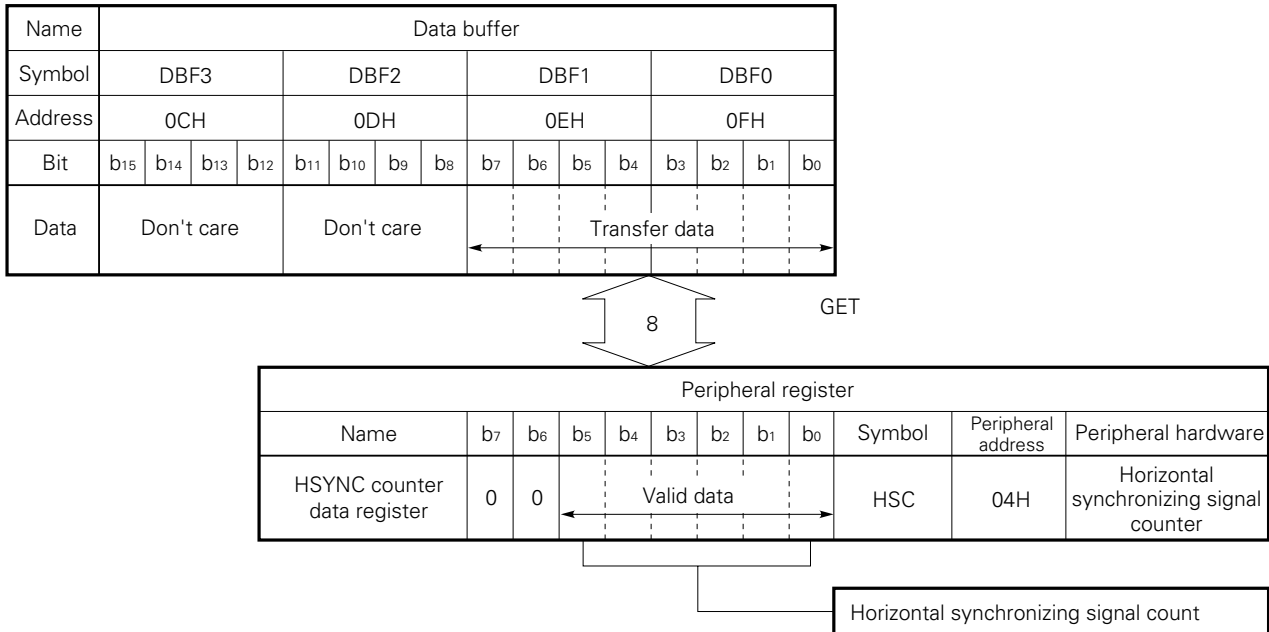 Name Data buffer
Symbol DBF3 DBF2 DBF1 DBF0
Address 0CH 0DH 0EH 0FH
Bit b15 b14 b13 b12 b11 b10 b9 b8 b7 b6 b5 b4 b3 b2 b1 b0
Data Don't care Don't care Transfer data
8 GET
Peripheral register
Name b7 b6 b5 b4 b3 b2 b1 b0 Symbol Peripheral address Peripheral hardware
HSYNC counter data register 0 0 Valid data HSC 04H Horizontal synchronizing signal counter
Horizontal synchronizing signal count